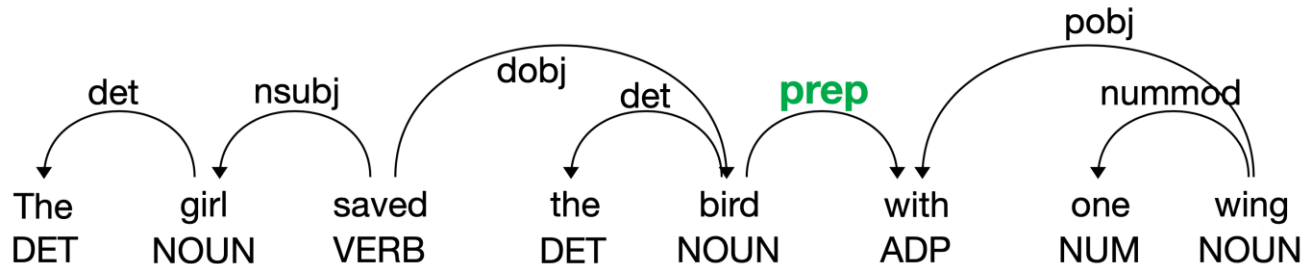 pobj
dobj
det nsubj det prep nummod
The girl saved the bird with one wing
DET NOUN VERB DET NOUN ADP NUM NOUN